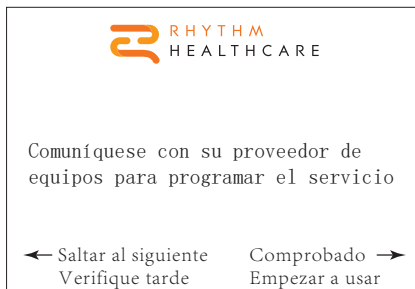 RHYTHM
HEALTHCARE
Comuníquese con su proveedor de
equipos para programar el servicio
← Saltar al siguiente
Verifique tarde
Comprobado →
Empezar a usar